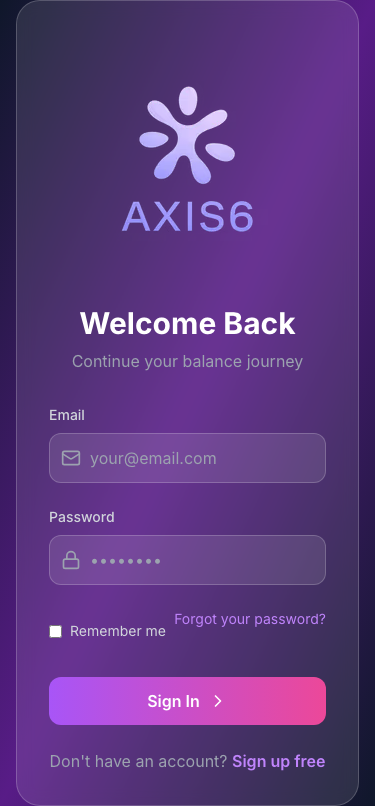 AXIS6
Welcome Back
Continue your balance journey
Email
your@email.com
Password
••••••••
Forgot your password?
Remember me
Sign In
Don't have an account? Sign up free